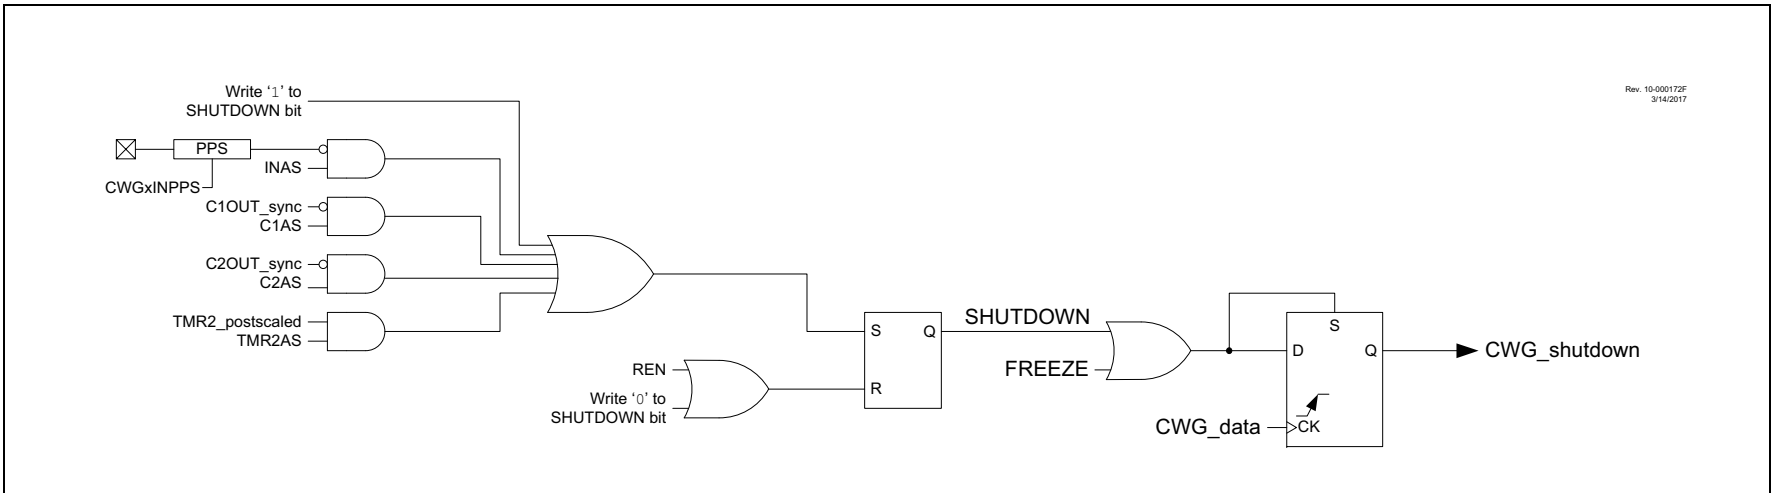 Write ‘1’ to
SHUTDOWN bit
Rev. 10-000172F
3/14/2017
PPS
INAS
CWGxINPPS
C1OUT_sync
C1AS
C2OUT_sync
C2AS
TMR2_postscaled
TMR2AS
SHUTDOWN
S
S
Q
D
Q
CWG_shutdown
REN
FREEZE
R
Write ‘0’ to
SHUTDOWN bit
CWG_data
CK